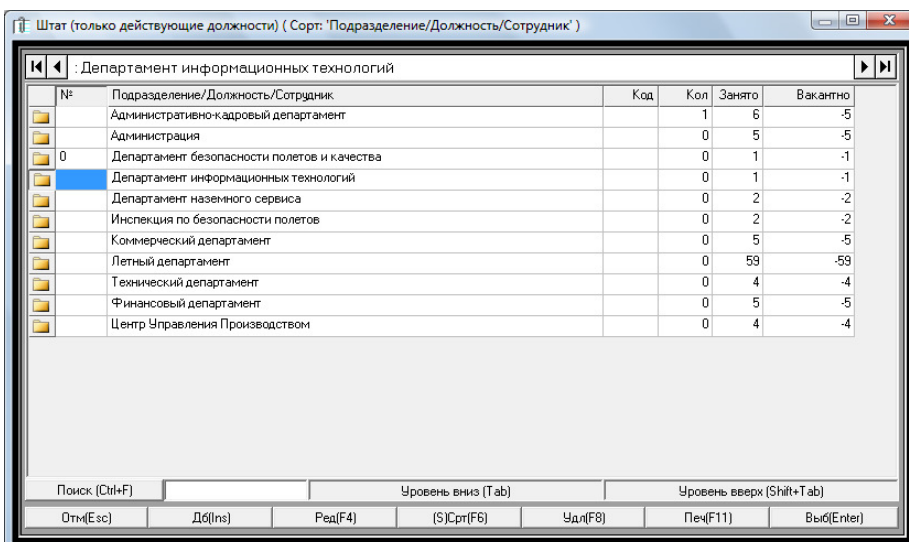 Штат (только действующие должности) ( Сорт: 'Подразделение/Должность/Сотрудник' )
: Департамент информационных технологий
№ Подразделение/Должность/Сотрудник Код Кол Занято Вакантно
Административно-кадровый департамент 1 6 -5
Администрация 0 5 -5
0 Департамент безопасности полетов и качества 0 1 -1
Департамент информационных технологий 0 1 -1
Департамент наземного сервиса 0 2 -2
Инспекция по безопасности полетов 0 2 -2
Коммерческий департамент 0 5 -5
Летный департамент 0 59 -59
Технический департамент 0 4 -4
Финансовый департамент 0 5 -5
Центр Управления Производством 0 4 -4
Поиск (Ctrl+F) Уровень вниз (Tab) Уровень вверх (Shift+Tab)
Отм(Esc) Дб(Ins) Ред(F4) (S)Срт(F6) Удл(F8) Печ(F11) Выб(Enter)